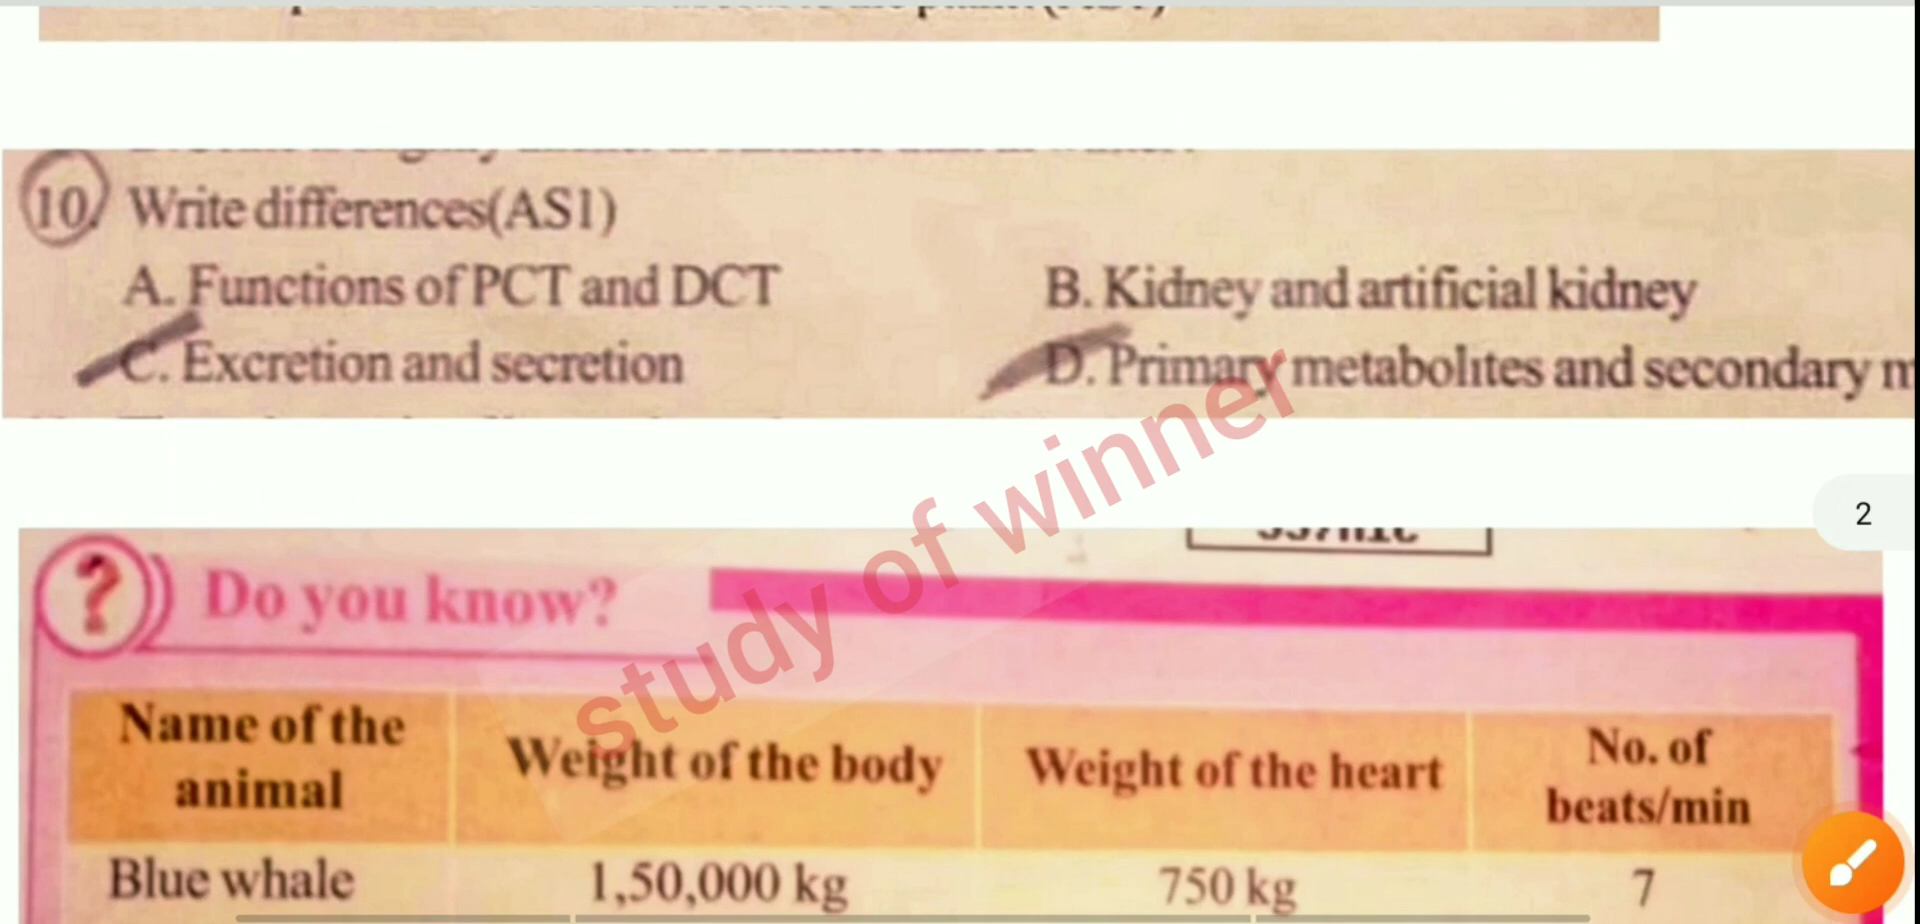 10. Write differences(AS1)
A. Functions of PCT and DCT
B. Kidney and artificial kidney
C. Excretion and secretion
D. Primary metabolites and secondary m
2
? Do you know?
study of winner
Name of the animal
Weight of the body
Weight of the heart
No. of beats/min
Blue whale
1,50,000 kg
750 kg
7